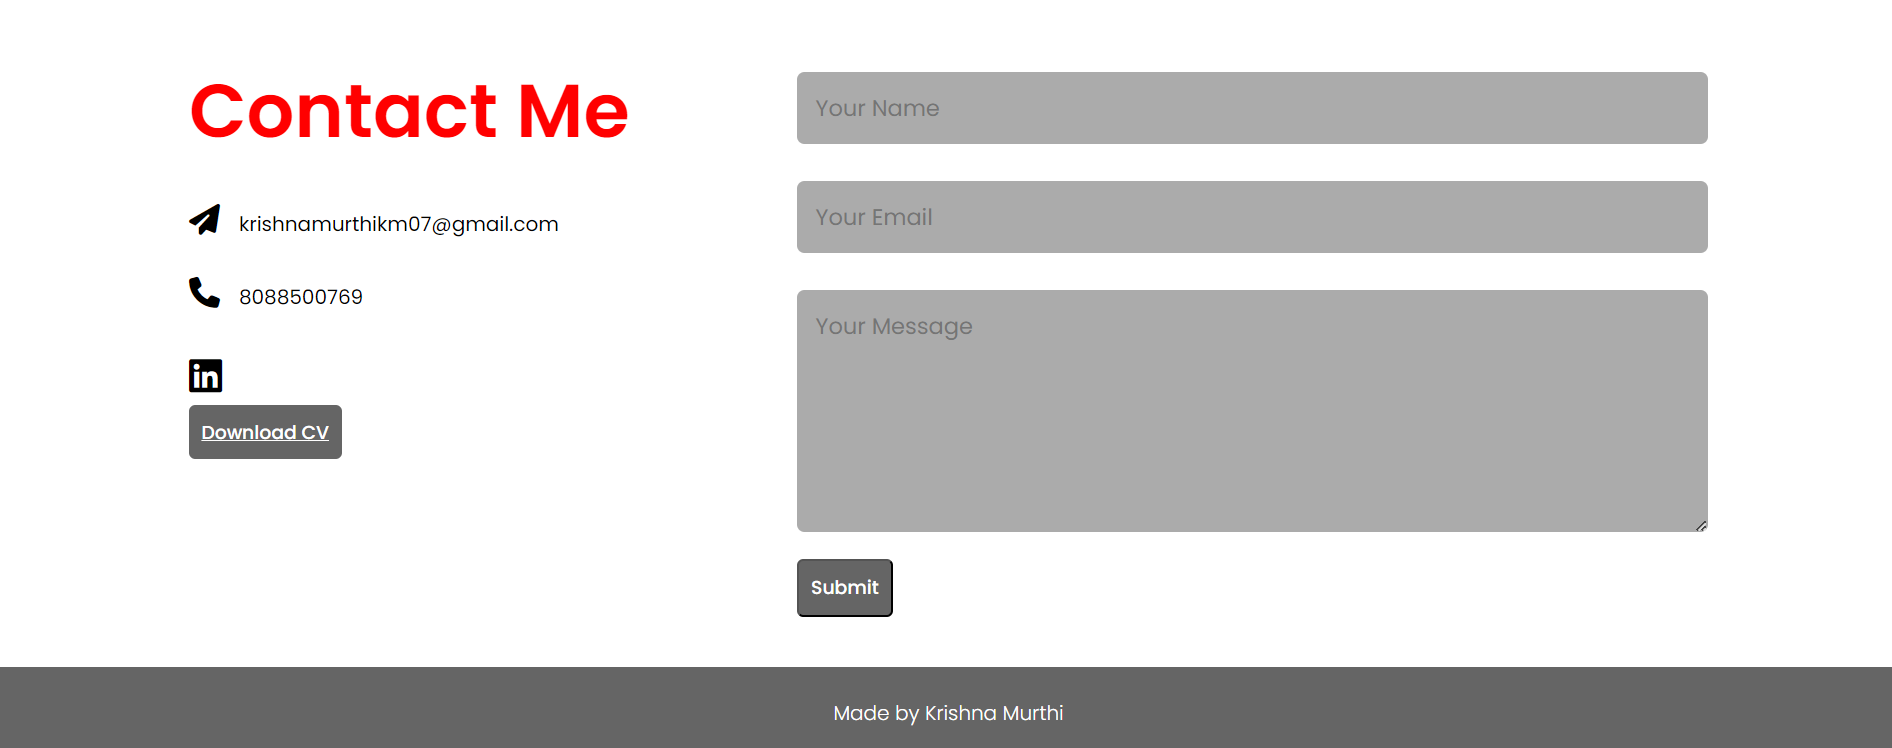 Contact Me
krishnamurthikm07@gmail.com
8088500769
in
Download CV
Your Name
Your Email
Your Message
Submit
Made by Krishna Murthi